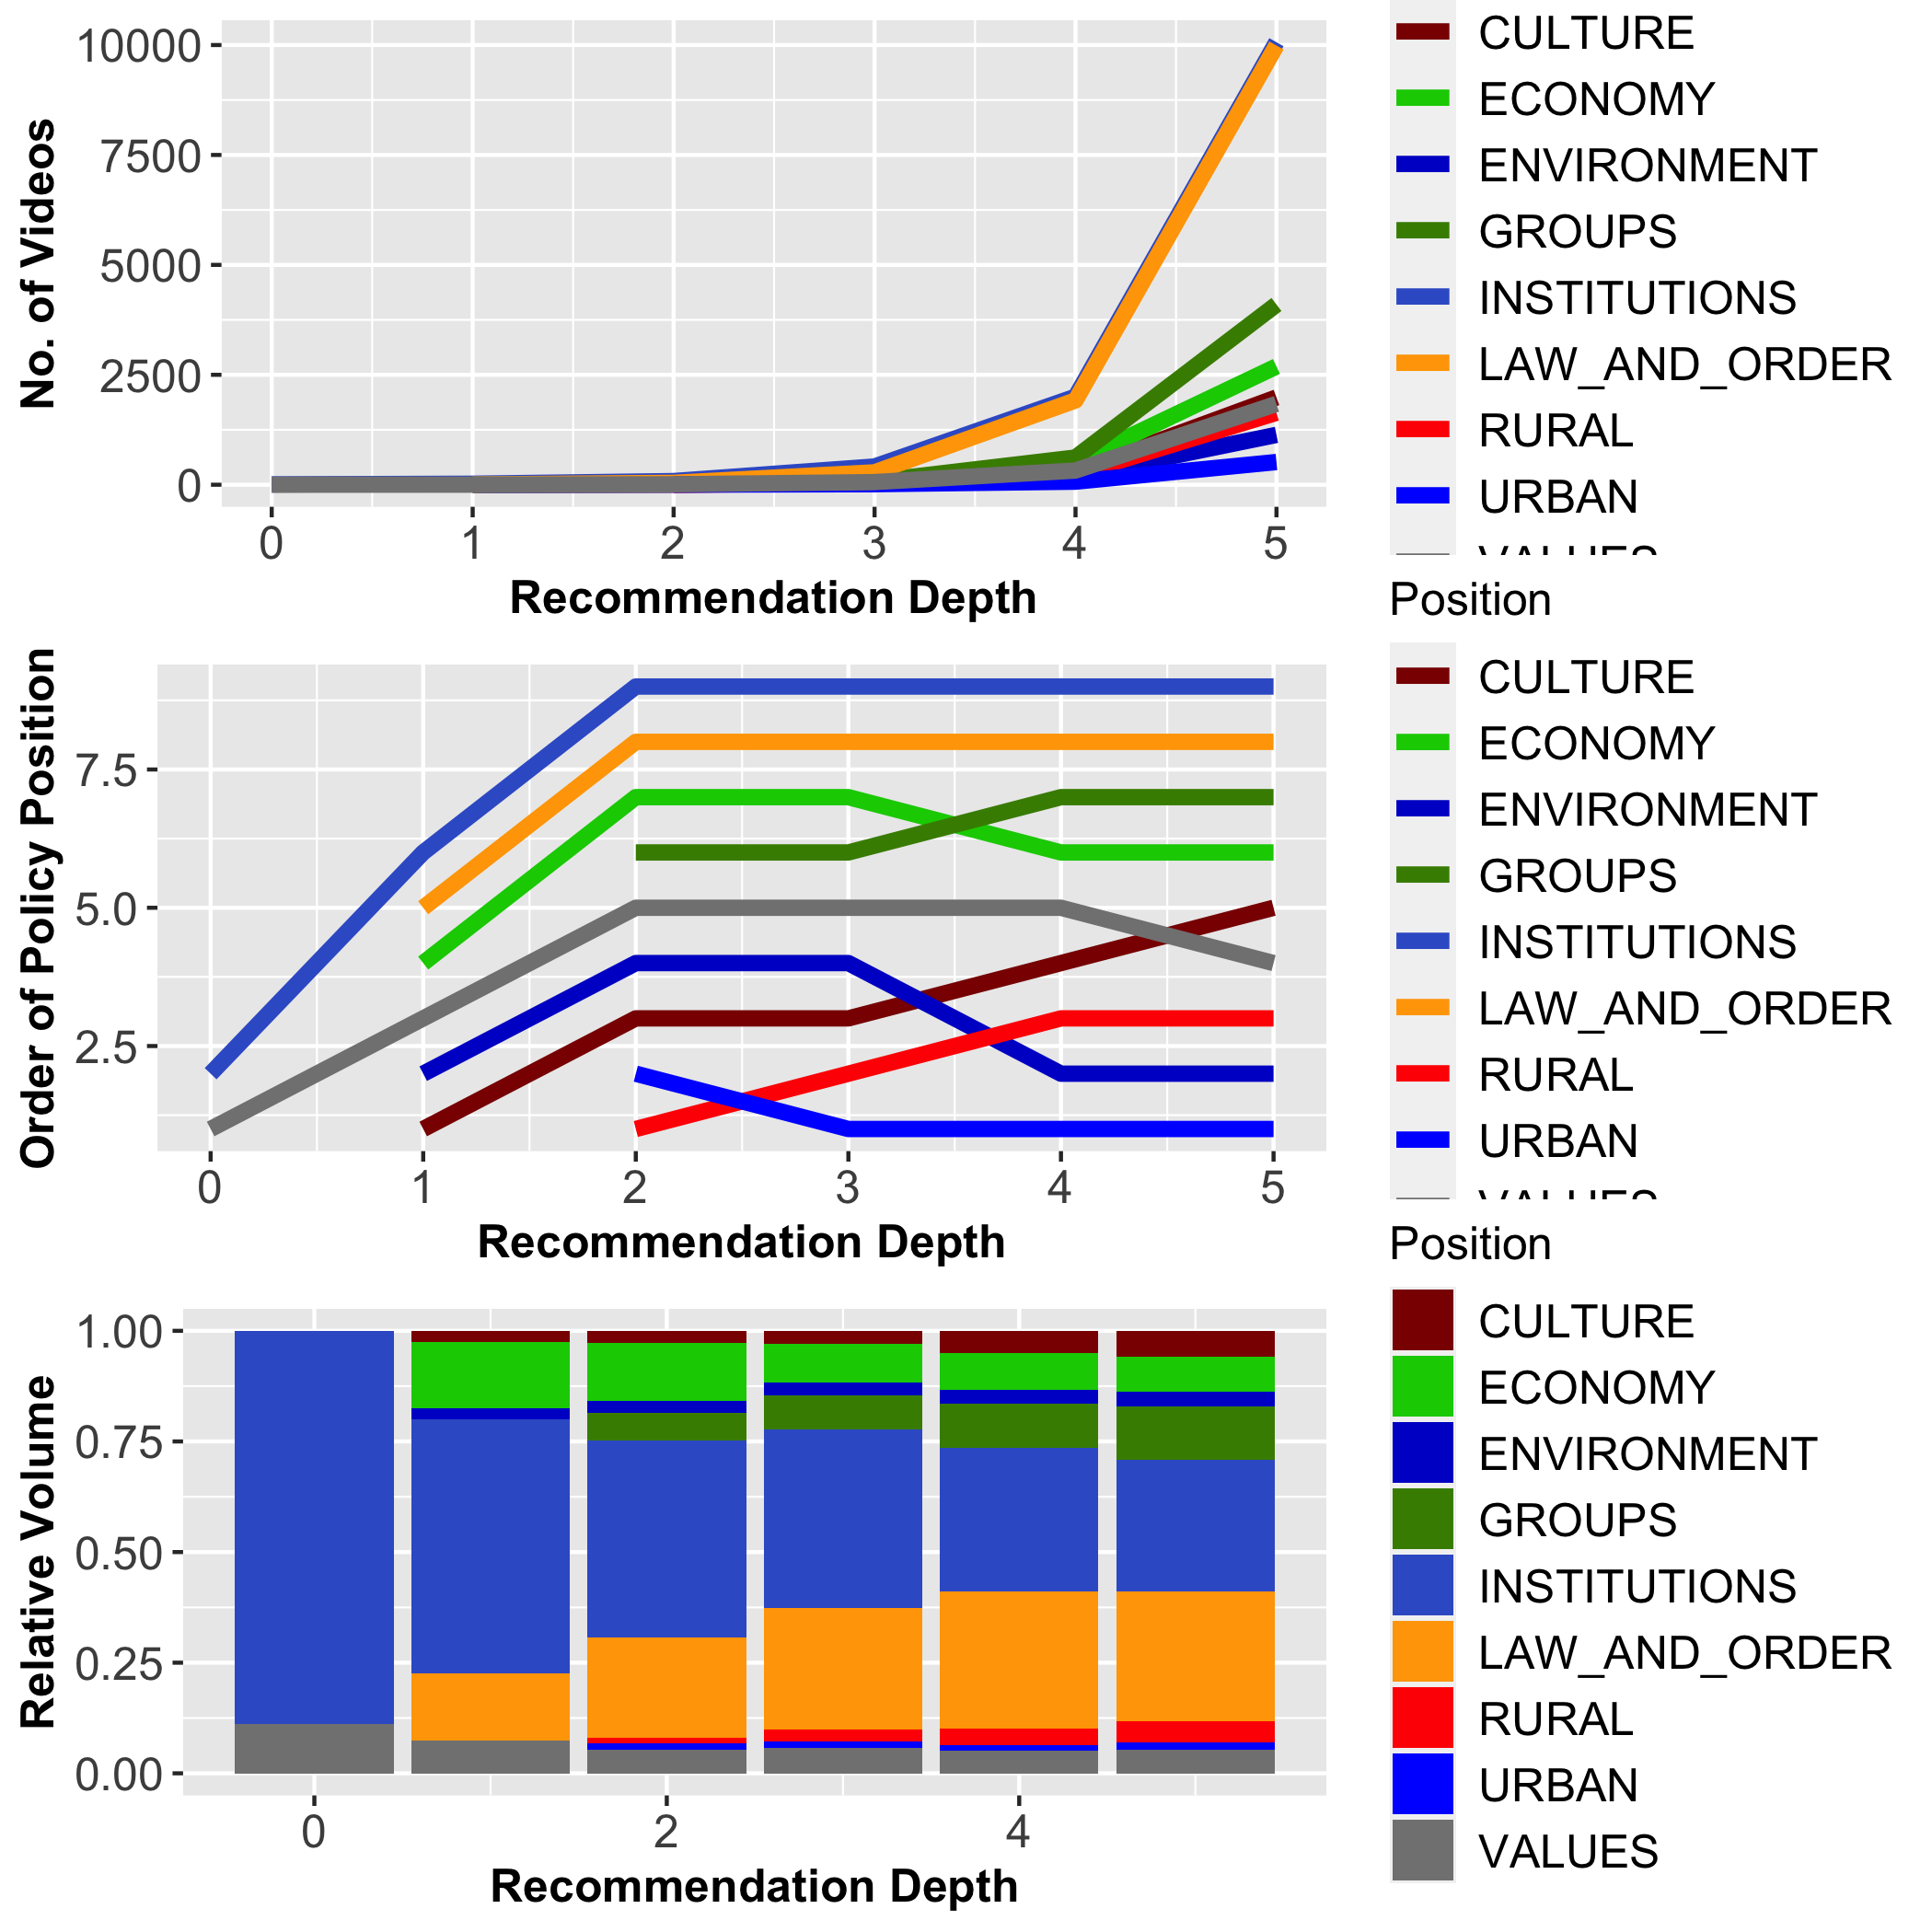 10000
7500
5000
2500
0
No. of Videos
0 1 2 3 4 5
Recommendation Depth
CULTURE
ECONOMY
ENVIRONMENT
GROUPS
INSTITUTIONS
LAW_AND_ORDER
RURAL
URBAN
VALUES
7.5
5.0
2.5
Order of Policy Position
0 1 2 3 4 5
Recommendation Depth
Position
CULTURE
ECONOMY
ENVIRONMENT
GROUPS
INSTITUTIONS
LAW_AND_ORDER
RURAL
URBAN
VALUES
1.00
0.75
0.50
0.25
0.00
Relative Volume
0 2 4
Recommendation Depth
Position
CULTURE
ECONOMY
ENVIRONMENT
GROUPS
INSTITUTIONS
LAW_AND_ORDER
RURAL
URBAN
VALUES